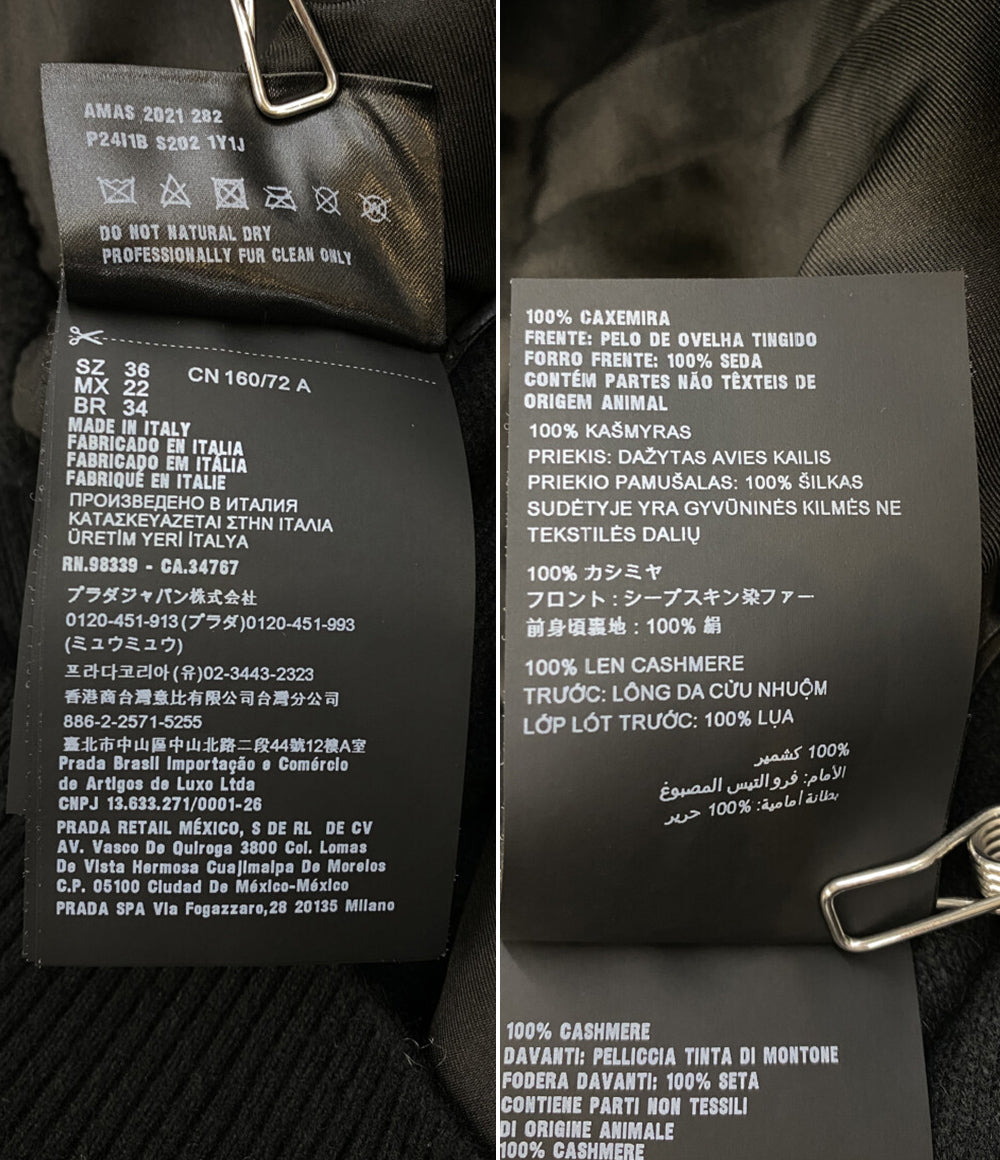 AMAS 2021 282
P24I1B S202 1Y1J
DO NOT NATURAL DRY
PROFESSIONALLY FUR CLEAN ONLY
SZ 36 CN 160/72 A
MX 22
BR 34
MADE IN ITALY
FABRICADO EN ITALIA
FABRICADO EM ITÁLIA
FABRIQUÉ EN ITALIE
ПРОИЗВЕДЕНО В ИТАЛИЯ
ΚΑΤΑΣΚΕΥΑΖΕΤΑΙ ΣΤΗΝ ΙΤΑΛΙΑ
ÜRETİM YERİ İTALYA
RN.98339 - CA.34767
プラダジャパン株式会社
0120-451-913(プラダ)0120-451-993
(ミュウミュウ)
프라다코리아(유)02-3443-2323
香港商台灣意比有限公司台灣分公司
886-2-2571-5255
臺北市中山區中山北路二段44號12樓A室
Prada Brasil Importação e Comércio
de Artigos de Luxo Ltda
CNPJ 13.633.271/0001-26
PRADA RETAIL MÉXICO, S DE RL DE CV
AV. Vasco De Quiroga 3800 Col. Lomas
De Vista Hermosa Cuajimalpa De Morelos
C.P. 05100 Ciudad De México-México
PRADA SPA Via Fogazzaro,28 20135 Milano
100% CAXEMIRA
FRENTE: PELO DE OVELHA TINGIDO
FORRO FRENTE: 100% SEDA
CONTÉM PARTES NÃO TÊXTEIS DE
ORIGEM ANIMAL
100% KAŠMYRAS
PRIEKIS: DAŽYTAS AVIES KAILIS
PRIEKIO PAMUŠALAS: 100% ŠILKAS
SUDĖTYJE YRA GYVŪNINĖS KILMĖS NE
TEKSTILĖS DALIŲ
100% カシミヤ
フロント:シープスキン染ファー
前身頃裏地:100% 絹
100% LEN CASHMERE
TRƯỚC: LÔNG DA CỪU NHUỘM
LỚP LÓT TRƯỚC: 100% LỤA
100% كشمير
الأمام: فرو التيس المصبوغ
بطانة أمامية: 100% حرير
100% CASHMERE
DAVANTI: PELLICCIA TINTA DI MONTONE
FODERA DAVANTI: 100% SETA
CONTIENE PARTI NON TESSILI
DI ORIGINE ANIMALE
100% CASHMERE